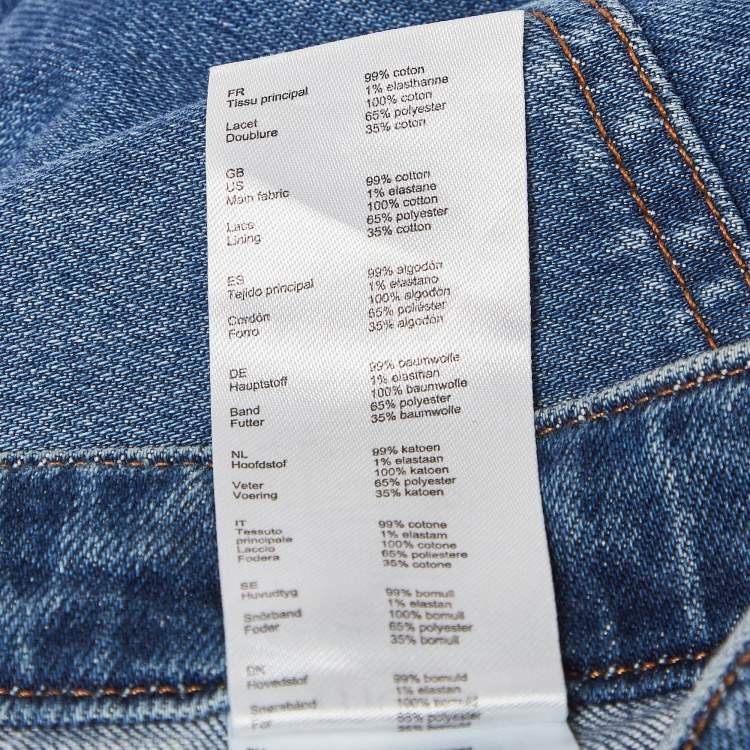 FR
Tissu principal 99% coton
1% elasthanne
Lacet 100% coton
Doublure 65% polyester
35% coton
GB
US
Main fabric 99% cotton
1% elastane
Lace 100% cotton
Lining 65% polyester
35% cotton
ES
Tejido principal 99% algodón
1% elastano
Cordón 100% algodón
Forro 65% poliéster
35% algodón
DE
Hauptstoff 99% baumwolle
1% elasthan
Band 100% baumwolle
Futter 65% polyester
35% baumwolle
NL
Hoofdstof 99% katoen
1% elastaan
Veter 100% katoen
Voering 65% polyester
35% katoen
IT
Tessuto 99% cotone
principale 1% elastam
Laccio 100% cotone
Fodera 65% poliestere
35% cotone
SE
Huvudtyg 99% bomull
1% elastan
Snörband 100% bomull
Foder 65% polyester
35% bomull
DK
Hovedstof 99% bomuld
1% elastan
Snørebånd 100%
For 65% polyester